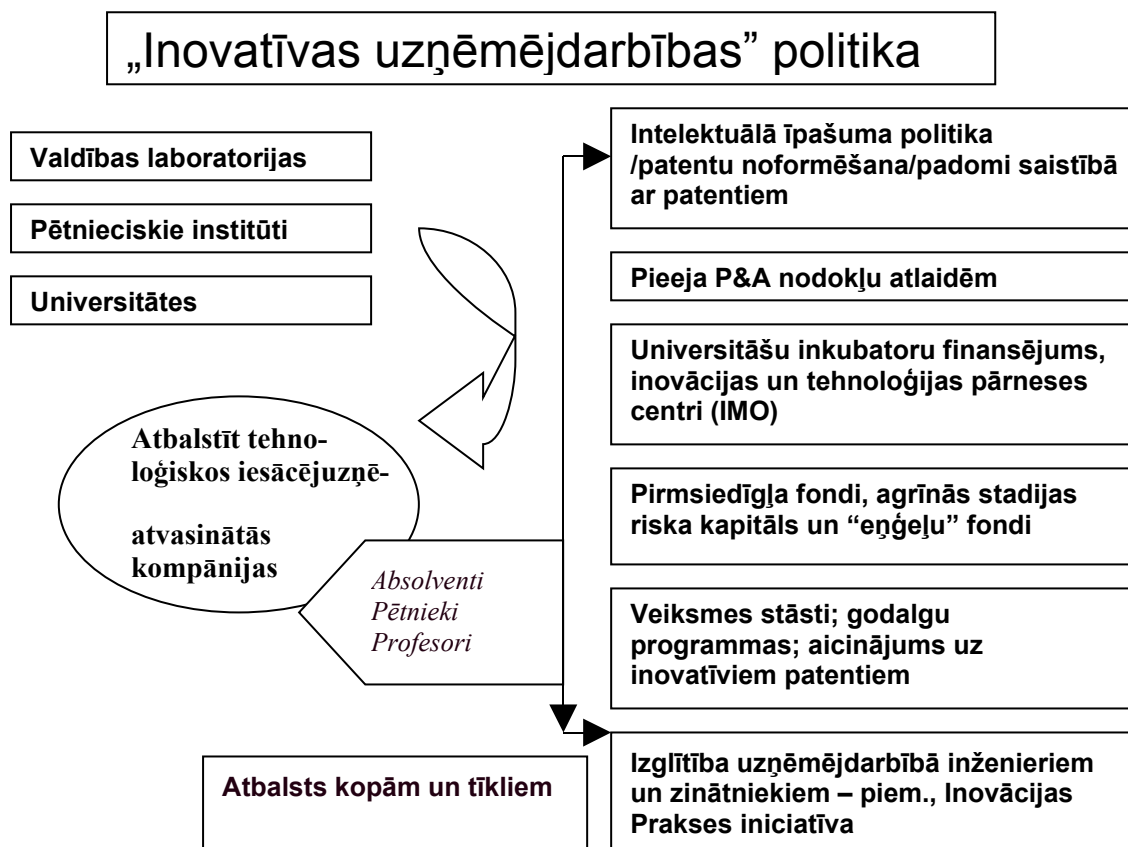 „Inovatīvas uzņēmējdarbības” politika
Valdības laboratorijas
Pētnieciskie institūti
Universitātes
Atbalstīt tehno-
loģiskos iesācējuzņē-
atvasinātās
kompānijas
Absolventi
Pētnieki
Profesori
Atbalsts kopām un tīkliem
Intelektuālā īpašuma politika
/patentu noformēšana/padomi saistībā
ar patentiem
Pieeja P&A nodokļu atlaidēm
Universitāšu inkubatoru finansējums,
inovācijas un tehnoloģijas pārneses
centri (IMO)
Pirmsiedīgļa fondi, agrīnās stadijas
riska kapitāls un “eņģeļu” fondi
Veiksmes stāsti; godalgu
programmas; aicinājums uz
inovatīviem patentiem
Izglītība uzņēmējdarbībā inženieriem
un zinātniekiem – piem., Inovācijas
Prakses iniciatīva